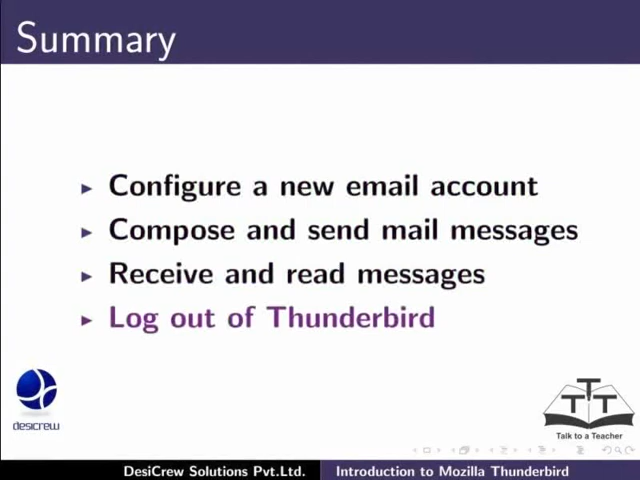 Summary
Configure a new email account
Compose and send mail messages
Receive and read messages
Log out of Thunderbird
desicrew
TTT
Talk to a Teacher
DesiCrew Solutions Pvt.Ltd. Introduction to Mozilla Thunderbird